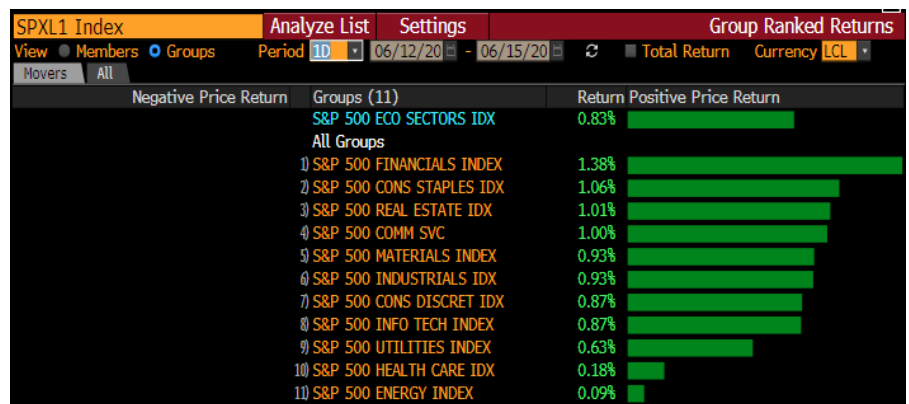 SPXL1 Index Analyze List Settings Group Ranked Returns
View Members Groups Period 1D 06/12/20 - 06/15/20 Total Return Currency LCL
Movers All
Negative Price Return Groups (11) Return Positive Price Return
S&P 500 ECO SECTORS IDX 0.83%
All Groups
1) S&P 500 FINANCIALS INDEX 1.38%
2) S&P 500 CONS STAPLES IDX 1.06%
3) S&P 500 REAL ESTATE IDX 1.01%
4) S&P 500 COMM SVC 1.00%
5) S&P 500 MATERIALS INDEX 0.93%
6) S&P 500 INDUSTRIALS IDX 0.93%
7) S&P 500 CONS DISCRET IDX 0.87%
8) S&P 500 INFO TECH INDEX 0.87%
9) S&P 500 UTILITIES INDEX 0.63%
10) S&P 500 HEALTH CARE IDX 0.18%
11) S&P 500 ENERGY INDEX 0.09%